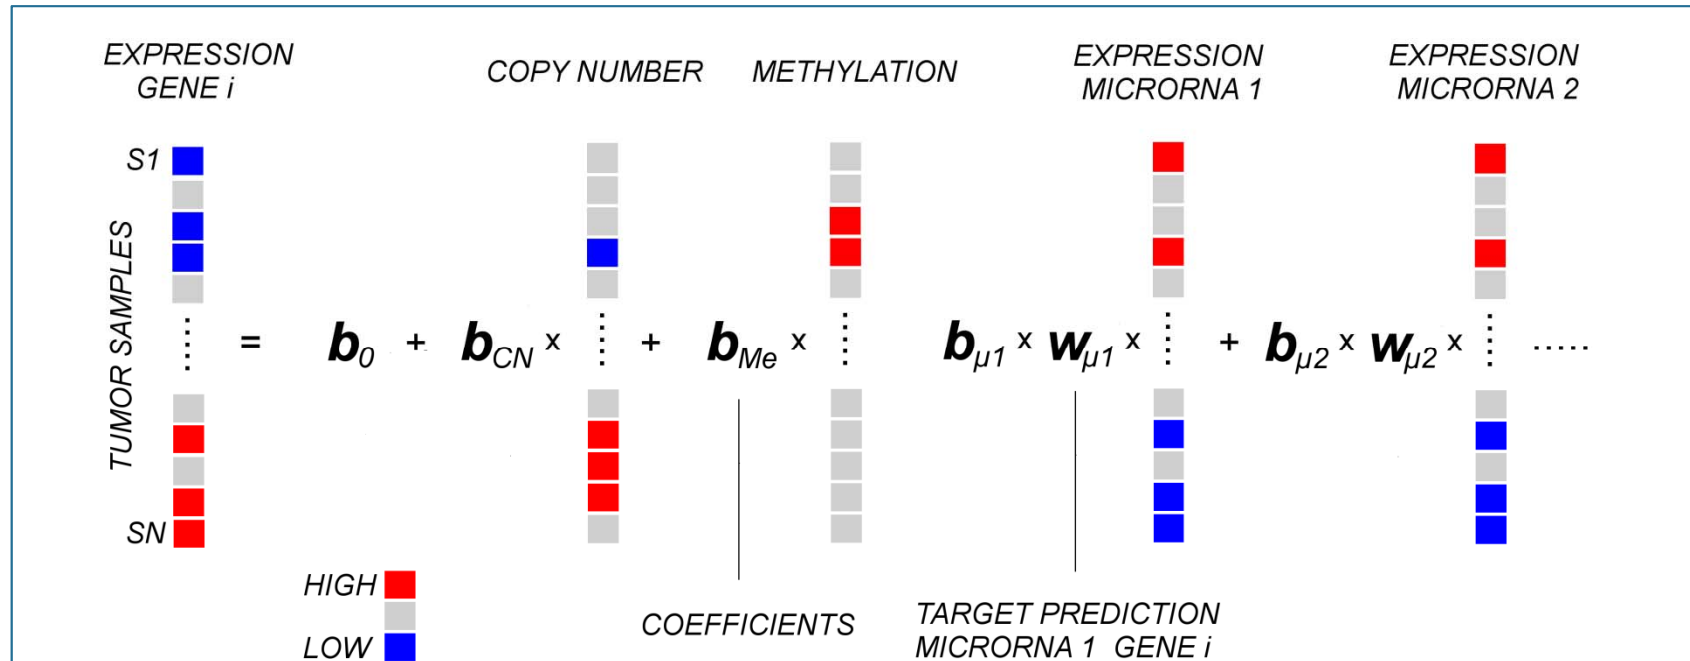 EXPRESSION
GENE i
COPY NUMBER
METHYLATION
EXPRESSION
MICRORNA 1
EXPRESSION
MICRORNA 2
S1
TUMOR SAMPLES
SN
= b0 + bCN x + bMe x bμ1 x wμ1 x + bμ2 x wμ2 x .....
HIGH
LOW
COEFFICIENTS
TARGET PREDICTION
MICRORNA 1 GENE i